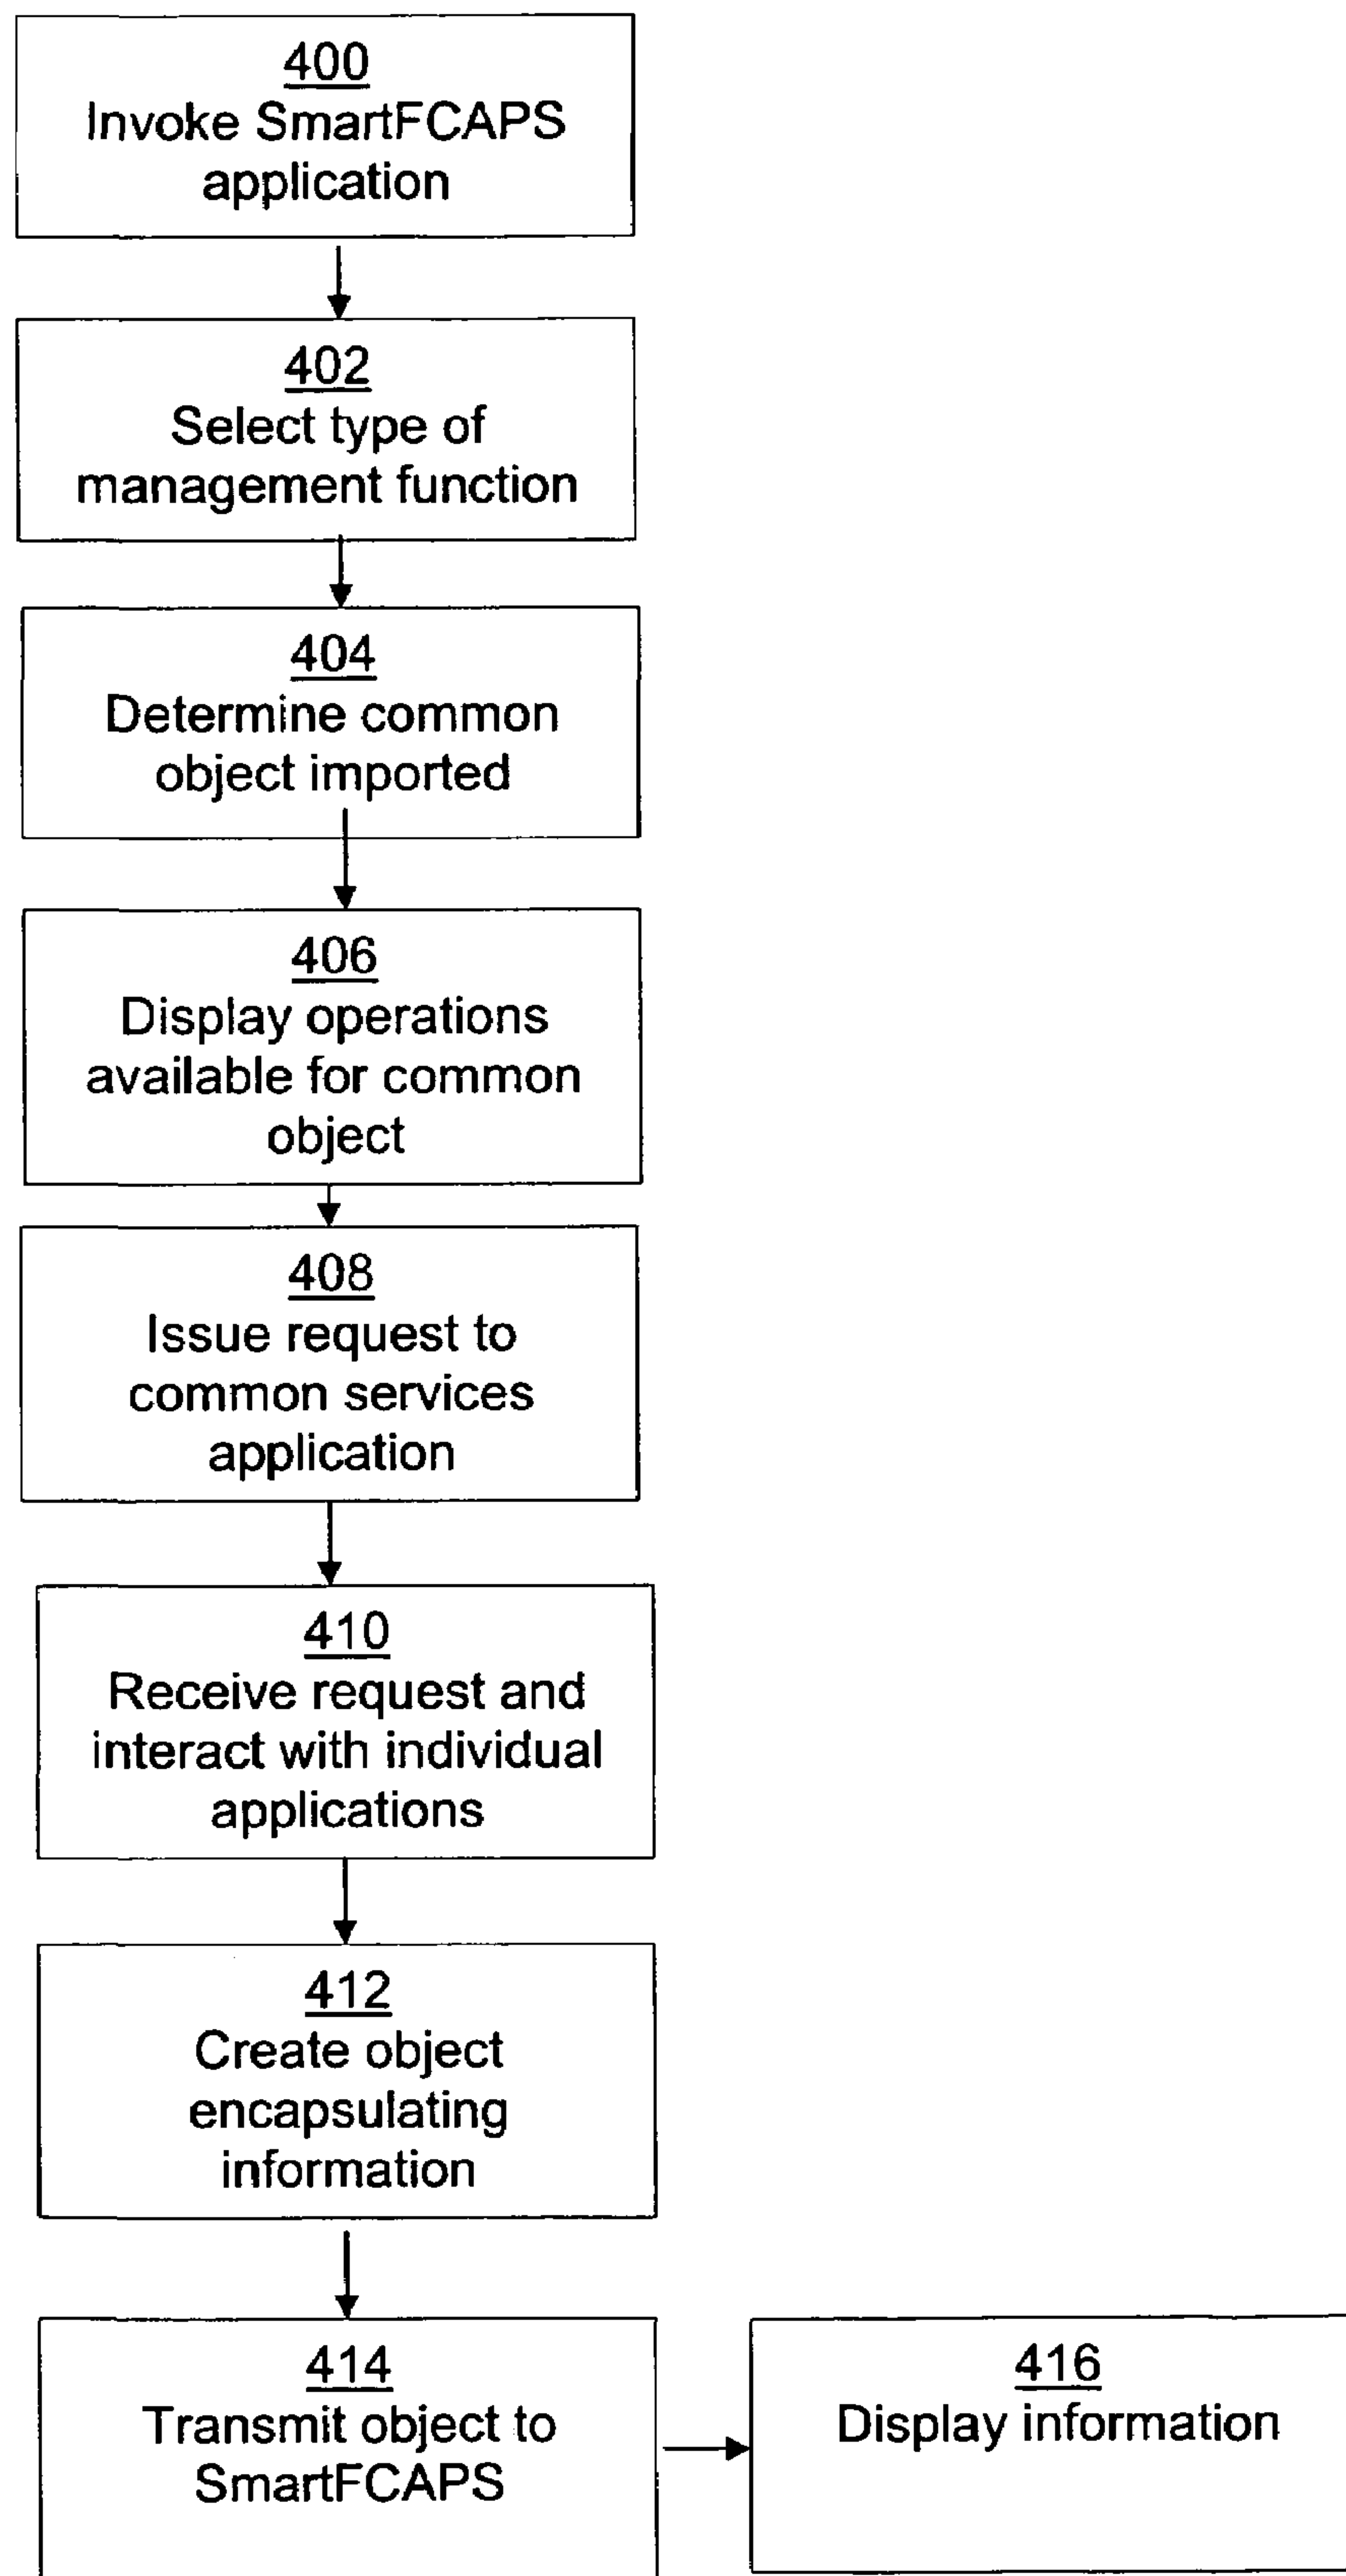 400
Invoke SmartFCAPS
application
402
Select type of
management function
404
Determine common
object imported
406
Display operations
available for common
object
408
Issue request to
common services
application
410
Receive request and
interact with individual
applications
412
Create object
encapsulating
information
414
Transmit object to
SmartFCAPS
416
Display information